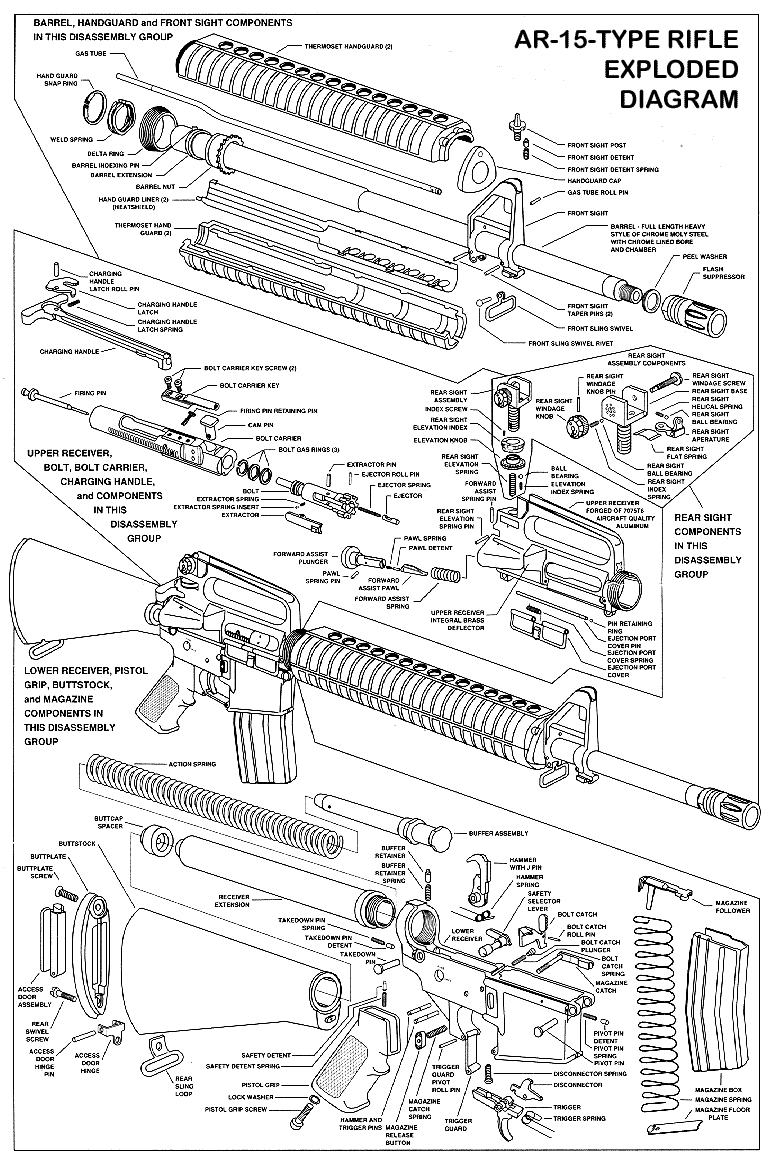 BARREL, HANDGUARD and FRONT SIGHT COMPONENTS
IN THIS DISASSEMBLY GROUP
AR-15-TYPE RIFLE
EXPLODED
DIAGRAM
GAS TUBE
THERMOSET HANDGUARD (2)
HAND GUARD
SNAP RING
WELD SPRING
DELTA RING
BARREL INDEXING PIN
BARREL EXTENSION
BARREL NUT
HAND GUARD LINER (2)
(HEATSHIELD)
THERMOSET HAND
GUARD (2)
FRONT SIGHT POST
FRONT SIGHT DETENT
FRONT SIGHT DETENT SPRING
HANDGUARD CAP
GAS TUBE ROLL PIN
FRONT SIGHT
BARREL - FULL LENGTH HEAVY
STYLE OF CHROME MOLY STEEL
WITH CHROME LINED BORE
AND CHAMBER
PEEL WASHER
FLASH
SUPPRESSOR
FRONT SIGHT
TAPER PINS (2)
FRONT SLING SWIVEL
FRONT SLING SWIVEL RIVET
CHARGING
HANDLE
LATCH ROLL PIN
CHARGING HANDLE
LATCH
CHARGING HANDLE
LATCH SPRING
CHARGING HANDLE
BOLT CARRIER KEY SCREW (2)
BOLT CARRIER KEY
FIRING PIN
FIRING PIN RETAINING PIN
CAM PIN
BOLT CARRIER
BOLT GAS RINGS (3)
UPPER RECEIVER,
BOLT, BOLT CARRIER,
CHARGING HANDLE,
and COMPONENTS
IN THIS
DISASSEMBLY
GROUP
EXTRACTOR PIN
EJECTOR ROLL PIN
EJECTOR SPRING
EJECTOR
BOLT
EXTRACTOR SPRING
EXTRACTOR SPRING INSERT
EXTRACTOR
REAR SIGHT
ASSEMBLY COMPONENTS
REAR SIGHT
ASSEMBLY
INDEX SCREW
REAR SIGHT
ELEVATION INDEX
ELEVATION KNOB
REAR SIGHT
ELEVATION
SPRING
REAR SIGHT
WINDAGE
KNOB PIN
REAR SIGHT
WINDAGE
KNOB
REAR SIGHT
WINDAGE SCREW
REAR SIGHT BASE
REAR SIGHT
HELICAL SPRING
REAR SIGHT
BALL BEARING
REAR SIGHT
APERATURE
REAR SIGHT
FLAT SPRING
REAR SIGHT
BALL BEARING
REAR SIGHT
INDEX
SPRING
BALL
BEARING
ELEVATION
INDEX SPRING
FORWARD
ASSIST
SPRING PIN
REAR SIGHT
ELEVATION
SPRING PIN
UPPER RECEIVER
FORGED OF 7075T6
AIRCRAFT QUALITY
ALUMINUM
REAR SIGHT
COMPONENTS
IN THIS
DISASSEMBLY
GROUP
PAWL SPRING
PAWL DETENT
FORWARD ASSIST
PLUNGER
PAWL
SPRING PIN
FORWARD
ASSIST PAWL
FORWARD ASSIST
SPRING
UPPER RECEIVER
INTEGRAL BRASS
DEFLECTOR
PIN RETAINING
RING
EJECTION PORT
COVER PIN
EJECTION PORT
COVER SPRING
EJECTION PORT
COVER
LOWER RECEIVER, PISTOL
GRIP, BUTTSTOCK,
and MAGAZINE
COMPONENTS IN
THIS DISASSEMBLY
GROUP
ACTION SPRING
BUFFER ASSEMBLY
BUTTCAP
SPACER
BUTTSTOCK
BUTTPLATE
BUTTPLATE
SCREW
RECEIVER
EXTENSION
BUFFER
RETAINER
BUFFER
RETAINER
SPRING
HAMMER
WITH J PIN
HAMMER
SPRING
SAFETY
SELECTOR
LEVER
BOLT CATCH
BOLT CATCH
ROLL PIN
BOLT CATCH
PLUNGER
BOLT
CATCH
SPRING
MAGAZINE
CATCH
MAGAZINE
FOLLOWER
TAKEDOWN PIN
SPRING
TAKEDOWN PIN
DETENT
TAKEDOWN
PIN
LOWER
RECEIVER
ACCESS
DOOR
ASSEMBLY
REAR
SWIVEL
SCREW
ACCESS
DOOR
HINGE
PIN
ACCESS
DOOR
HINGE
REAR
SLING
LOOP
SAFETY DETENT
SAFETY DETENT SPRING
PISTOL GRIP
LOCK WASHER
PISTOL GRIP SCREW
HAMMER AND
TRIGGER PINS
MAGAZINE
RELEASE
BUTTON
MAGAZINE
CATCH
SPRING
TRIGGER
GUARD
PIVOT
ROLL PIN
TRIGGER
GUARD
PIVOT PIN
DETENT
PIVOT PIN
SPRING
PIVOT PIN
DISCONNECTOR SPRING
DISCONNECTOR
TRIGGER
TRIGGER SPRING
MAGAZINE BOX
MAGAZINE SPRING
MAGAZINE FLOOR
PLATE